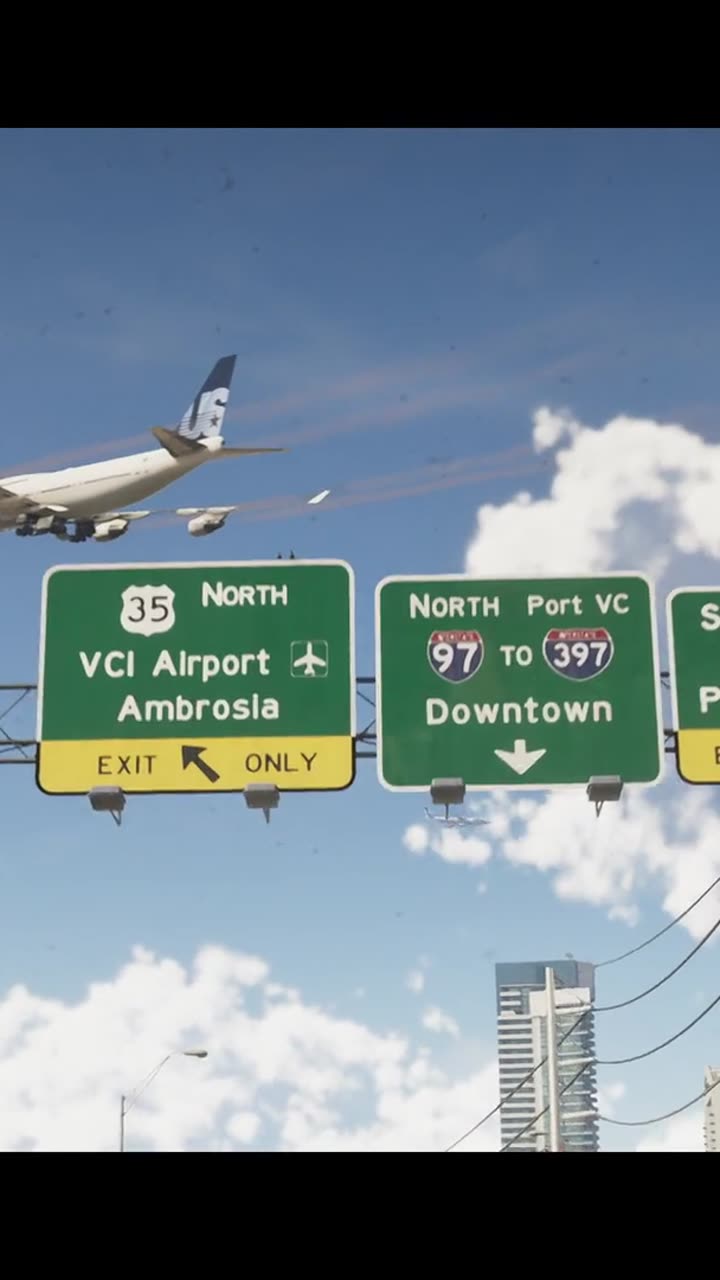 US
35 NORTH
VCI Airport
Ambrosia
EXIT ONLY
NORTH Port VC
97 TO 397
Downtown
S
P
E